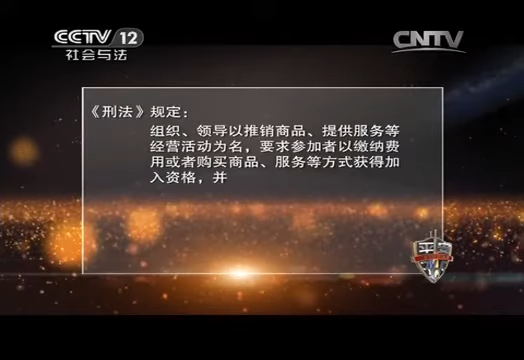 CCTV 12
社会与法
CNTV
《刑法》规定：
组织、领导以推销商品、提供服务等
经营活动为名，要求参加者以缴纳费
用或者购买商品、服务等方式获得加
入资格，并